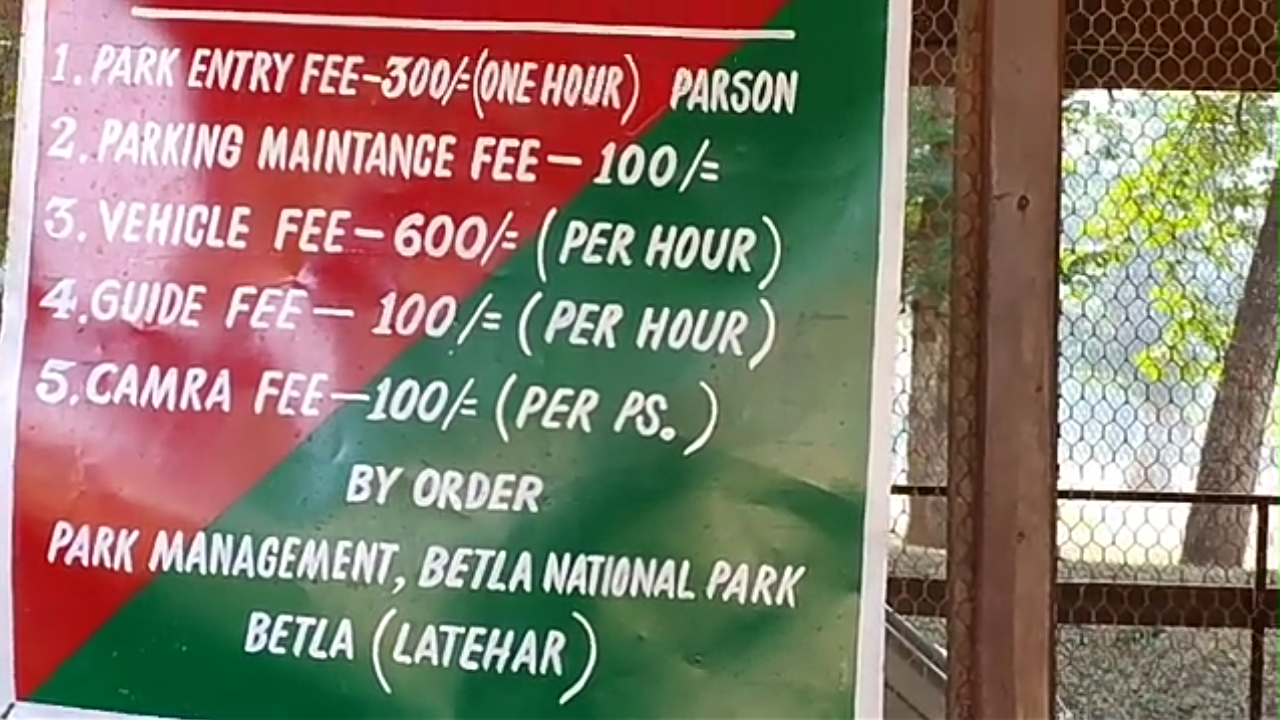 1. PARK ENTRY FEE-300/=(ONE HOUR) PARSON
2. PARKING MAINTANCE FEE - 100/=
3. VEHICLE FEE - 600/= (PER HOUR)
4. GUIDE FEE - 100/= (PER HOUR)
5. CAMRA FEE - 100/= (PER PS.)
BY ORDER
PARK MANAGEMENT, BETLA NATIONAL PARK
BETLA (LATEHAR)